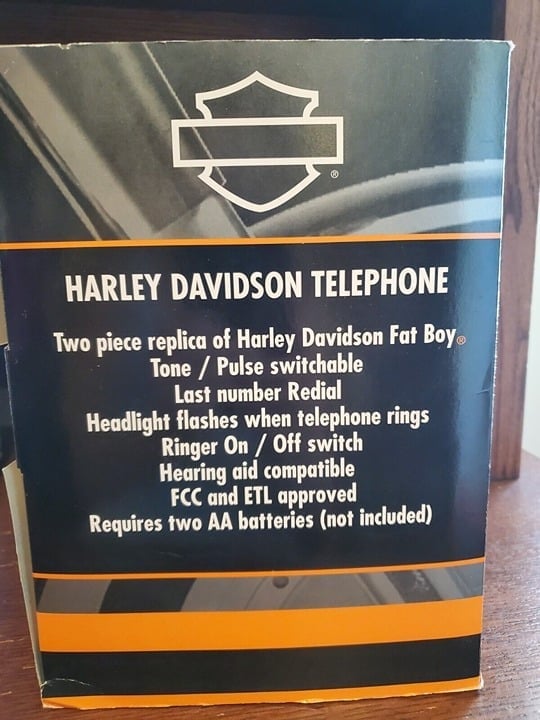 ®
HARLEY DAVIDSON TELEPHONE
Two piece replica of Harley Davidson Fat Boy®
Tone / Pulse switchable
Last number Redial
Headlight flashes when telephone rings
Ringer On / Off switch
Hearing aid compatible
FCC and ETL approved
Requires two AA batteries (not included)